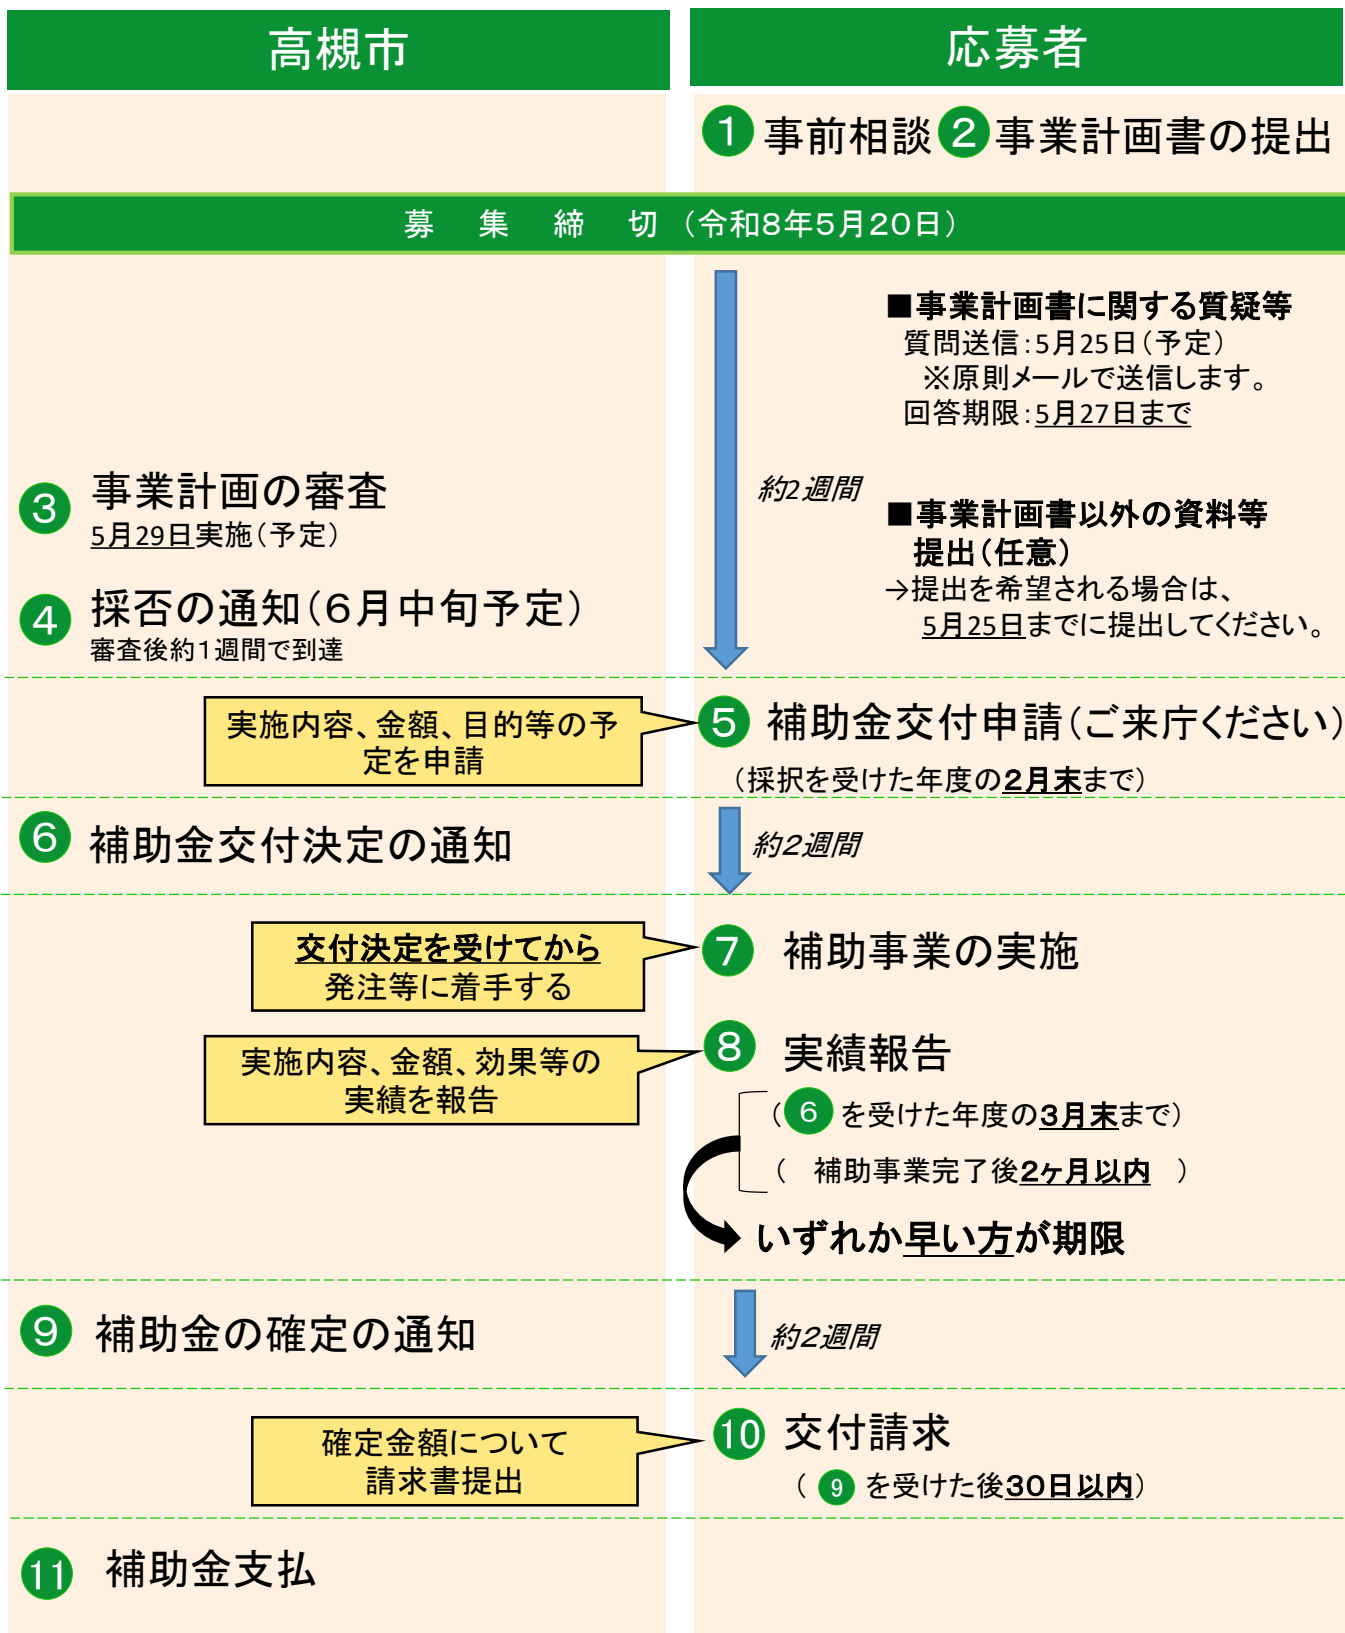 高槻市
応募者
1 事前相談 2 事業計画書の提出
募集締切(令和8年5月20日)
■事業計画書に関する質疑等
質問送信:5月25日(予定)
※原則メールで送信します。
回答期限:5月27日まで
約2週間
■事業計画書以外の資料等
提出(任意)
→提出を希望される場合は、
5月25日までに提出してください。
3 事業計画の審査
5月29日実施(予定)
4 採否の通知(6月中旬予定)
審査後約1週間で到達
実施内容、金額、目的等の予
定を申請
5 補助金交付申請(ご来庁ください)
(採択を受けた年度の2月末まで)
6 補助金交付決定の通知
約2週間
交付決定を受けてから
発注等に着手する
7 補助事業の実施
実施内容、金額、効果等の
実績を報告
8 実績報告
(6を受けた年度の3月末まで)
( 補助事業完了後2ヶ月以内 )
いずれか早い方が期限
9 補助金の確定の通知
約2週間
確定金額について
請求書提出
10 交付請求
(9を受けた後30日以内)
11 補助金支払